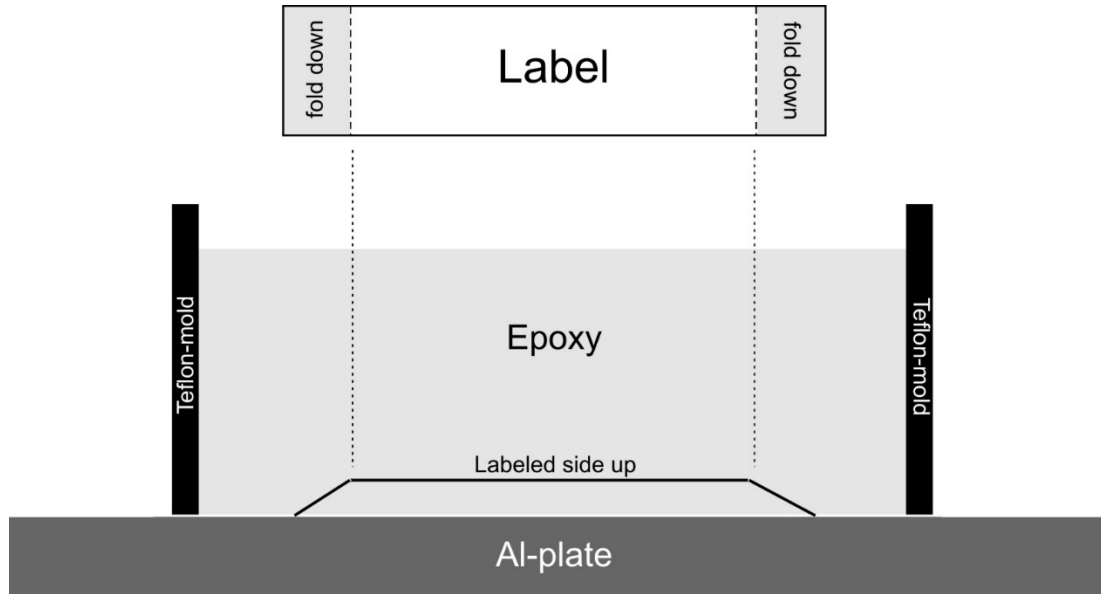 fold down
Label
fold down
Teflon-mold
Epoxy
Teflon-mold
Labeled side up
Al-plate